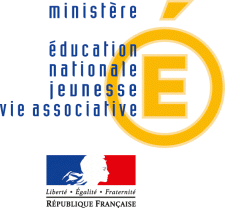 ministère
éducation
nationale
jeunesse
vie associative
É
Liberté • Égalité • Fraternité
RÉPUBLIQUE FRANÇAISE